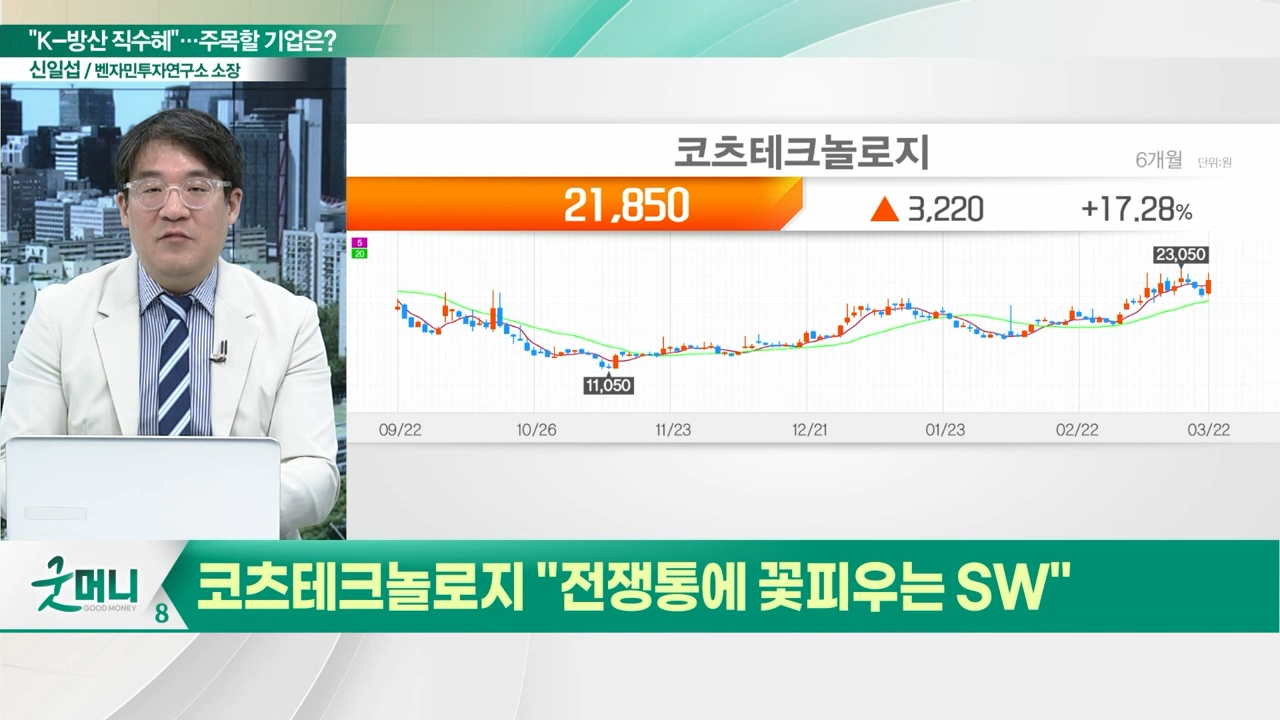 "K-방산 직수혜"…주목할 기업은?
신일섭 / 벤자민투자연구소 소장
코츠테크놀로지
6개월 단위:원
21,850 ▲ 3,220 +17.28%
5
20
23,050
11,050
09/22 10/26 11/23 12/21 01/23 02/22 03/22
굿머니
GOOD MONEY
8
코츠테크놀로지 "전쟁통에 꽃피우는 SW"